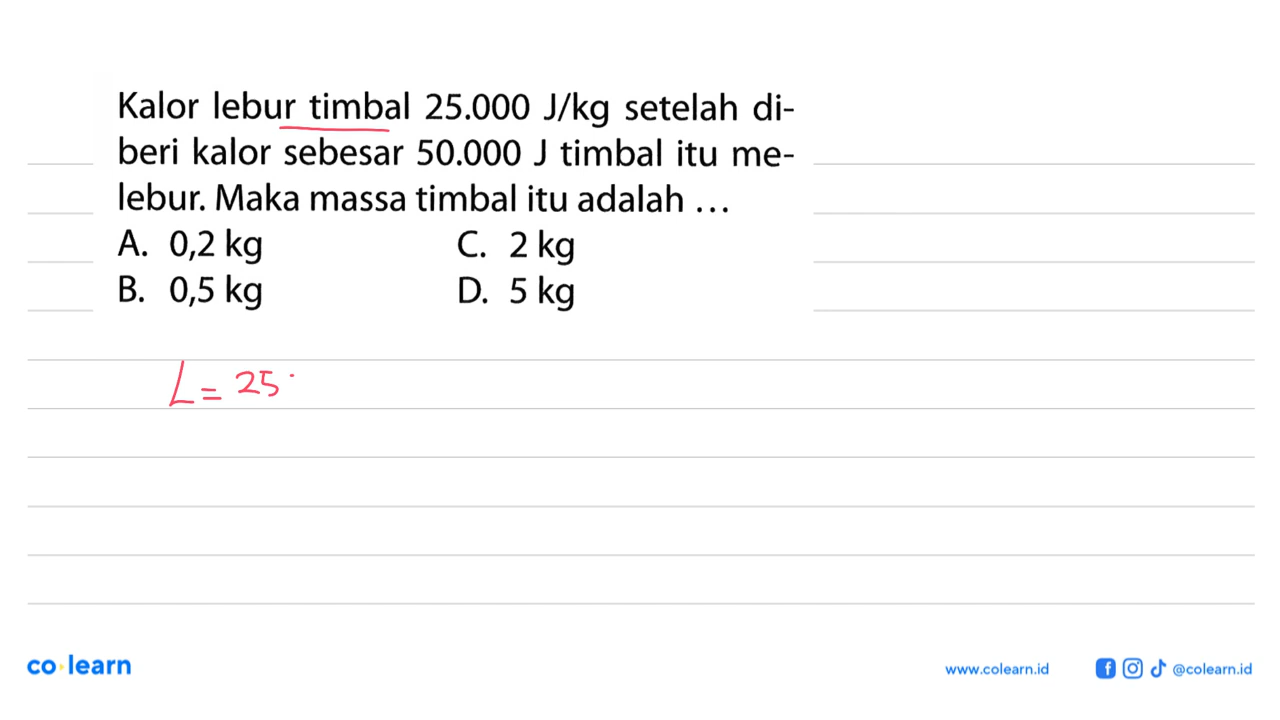 Kalor lebur timbal 25.000 J/kg setelah di-
beri kalor sebesar 50.000 J timbal itu me-
lebur. Maka massa timbal itu adalah ...
A. 0,2 kg C. 2 kg
B. 0,5 kg D. 5 kg
L = 25.
co learn www.colearn.id @colearn.id